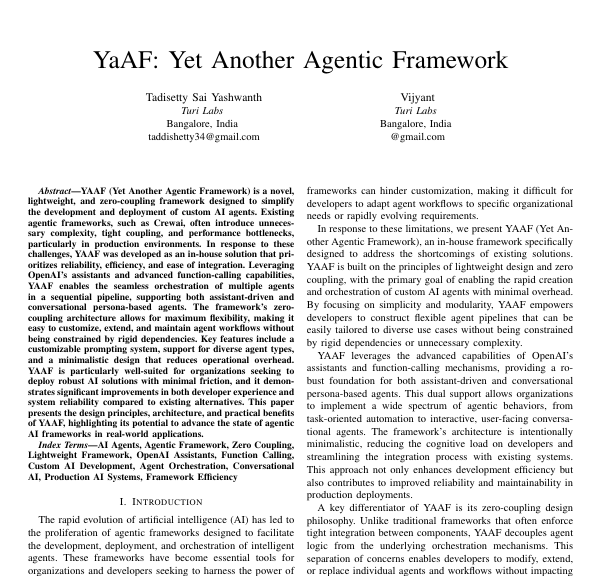 YaAF: Yet Another Agentic Framework
Tadisetty Sai Yashwanth
Turi Labs
Bangalore, India
taddishetty34@gmail.com
Vijyant
Turi Labs
Bangalore, India
@gmail.com
Abstract—YAAF (Yet Another Agentic Framework) is a novel,
lightweight, and zero-coupling framework designed to simplify
the development and deployment of custom AI agents. Existing
agentic frameworks, such as Crewai, often introduce unneces-
sary complexity, tight coupling, and performance bottlenecks,
particularly in production environments. In response to these
challenges, YAAF was developed as an in-house solution that pri-
oritizes reliability, efficiency, and ease of integration. Leveraging
OpenAI's assistants and advanced function-calling capabilities,
YAAF enables the seamless orchestration of multiple agents
in a sequential pipeline, supporting both assistant-driven and
conversational persona-based agents. The framework's zero-
coupling architecture allows for maximum flexibility, making it
easy to customize, extend, and maintain agent workflows without
being constrained by rigid dependencies. Key features include a
customizable prompting system, support for diverse agent types,
and a minimalistic design that reduces operational overhead.
YAAF is particularly well-suited for organizations seeking to
deploy robust AI solutions with minimal friction, and it demon-
strates significant improvements in both developer experience and
system reliability compared to existing alternatives. This paper
presents the design principles, architecture, and practical benefits
of YAAF, highlighting its potential to advance the state of agentic
AI frameworks in real-world applications.
Index Terms—AI Agents, Agentic Framework, Zero Coupling,
Lightweight Framework, OpenAI Assistants, Function Calling,
Custom AI Development, Agent Orchestration, Conversational
AI, Production AI Systems, Framework Efficiency
I. Introduction
The rapid evolution of artificial intelligence (AI) has led to
the proliferation of agentic frameworks designed to facilitate
the development, deployment, and orchestration of intelligent
agents. These frameworks have become essential tools for
organizations and developers seeking to harness the power of
frameworks can hinder customization, making it difficult for
developers to adapt agent workflows to specific organizational
needs or rapidly evolving requirements.
In response to these limitations, we present YAAF (Yet An-
other Agentic Framework), an in-house framework specifically
designed to address the shortcomings of existing solutions.
YAAF is built on the principles of lightweight design and zero
coupling, with the primary goal of enabling the rapid creation
and orchestration of custom AI agents with minimal overhead.
By focusing on simplicity and modularity, YAAF empowers
developers to construct flexible agent pipelines that can be
easily tailored to diverse use cases without being constrained
by rigid dependencies or unnecessary complexity.
YAAF leverages the advanced capabilities of OpenAI's
assistants and function-calling mechanisms, providing a ro-
bust foundation for both assistant-driven and conversational
persona-based agents. This dual support allows organizations
to implement a wide spectrum of agentic behaviors, from
task-oriented automation to interactive, user-facing conversa-
tional agents. The framework's architecture is intentionally
minimalistic, reducing the cognitive load on developers and
streamlining the integration process with existing systems.
This approach not only enhances development efficiency but
also contributes to improved reliability and maintainability in
production deployments.
A key differentiator of YAAF is its zero-coupling design
philosophy. Unlike traditional frameworks that often enforce
tight integration between components, YAAF decouples agent
logic from the underlying orchestration mechanisms. This
separation of concerns enables developers to modify, extend,
or replace individual agents and workflows without impacting